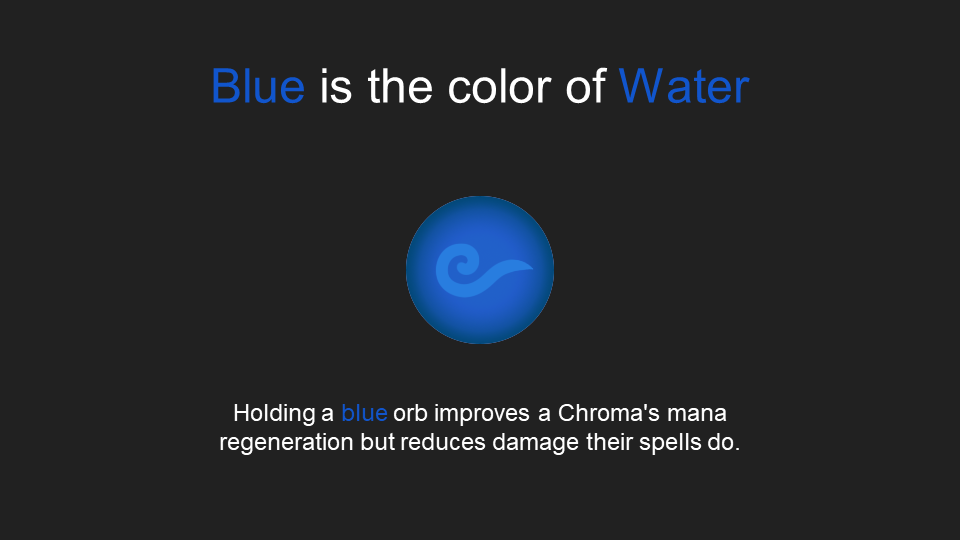 Blue is the color of Water
Holding a blue orb improves a Chroma's mana
regeneration but reduces damage their spells do.